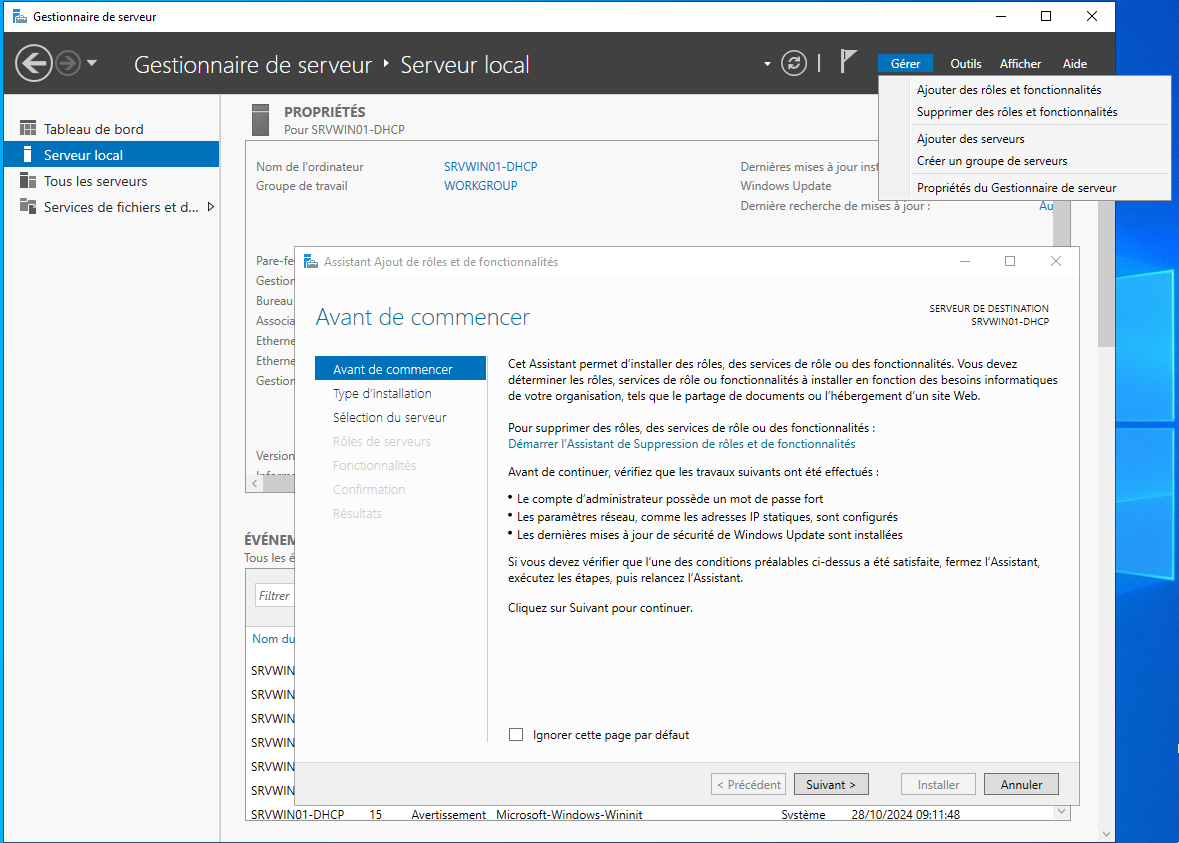 Gestionnaire de serveur
Gestionnaire de serveur ‣ Serveur local
Gérer
Outils
Afficher
Aide
Ajouter des rôles et fonctionnalités
Supprimer des rôles et fonctionnalités
Ajouter des serveurs
Créer un groupe de serveurs
Propriétés du Gestionnaire de serveur
Tableau de bord
Serveur local
Tous les serveurs
Services de fichiers et d...
PROPRIÉTÉS
Pour SRVWIN01-DHCP
Nom de l'ordinateur
SRVWIN01-DHCP
Dernières mises à jour inst
Groupe de travail
WORKGROUP
Windows Update
Dernière recherche de mises à jour :
Au
Pare-fe
Gestion
Bureau
Associa
Etherne
Etherne
Gestion
Version
ÉVÉNEM
Tous les é
Filtrer
Nom du
SRVWIN
SRVWIN
SRVWIN
SRVWIN
SRVWIN
SRVWIN
SRVWIN01-DHCP 15 Avertissement Microsoft-Windows-Wininit Système 28/10/2024 09:11:48
Assistant Ajout de rôles et de fonctionnalités
Avant de commencer
SERVEUR DE DESTINATION
SRVWIN01-DHCP
Avant de commencer
Type d'installation
Sélection du serveur
Rôles de serveurs
Fonctionnalités
Confirmation
Résultats
Cet Assistant permet d'installer des rôles, des services de rôle ou des fonctionnalités. Vous devez
déterminer les rôles, services de rôle ou fonctionnalités à installer en fonction des besoins informatiques
de votre organisation, tels que le partage de documents ou l'hébergement d'un site Web.
Pour supprimer des rôles, des services de rôle ou des fonctionnalités :
Démarrer l'Assistant de Suppression de rôles et de fonctionnalités
Avant de continuer, vérifiez que les travaux suivants ont été effectués :
• Le compte d'administrateur possède un mot de passe fort
• Les paramètres réseau, comme les adresses IP statiques, sont configurés
• Les dernières mises à jour de sécurité de Windows Update sont installées
Si vous devez vérifier que l'une des conditions préalables ci-dessus a été satisfaite, fermez l'Assistant,
exécutez les étapes, puis relancez l'Assistant.
Cliquez sur Suivant pour continuer.
Ignorer cette page par défaut
< Précédent
Suivant >
Installer
Annuler